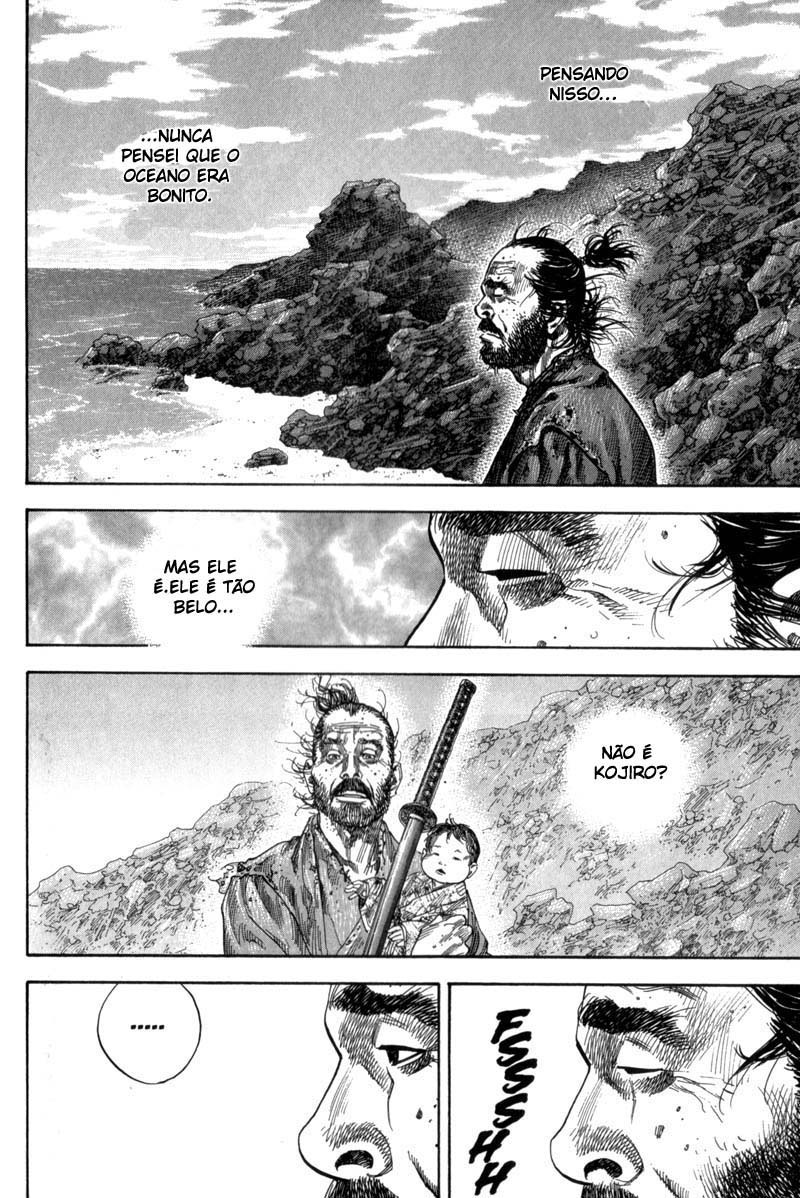 PENSANDO
NISSO...
...NUNCA
PENSEI QUE O
OCEANO ERA
BONITO.
MAS ELE
É.ELE É TÃO
BELO...
NÃO É
KOJIRO?
FSSSHH
.....